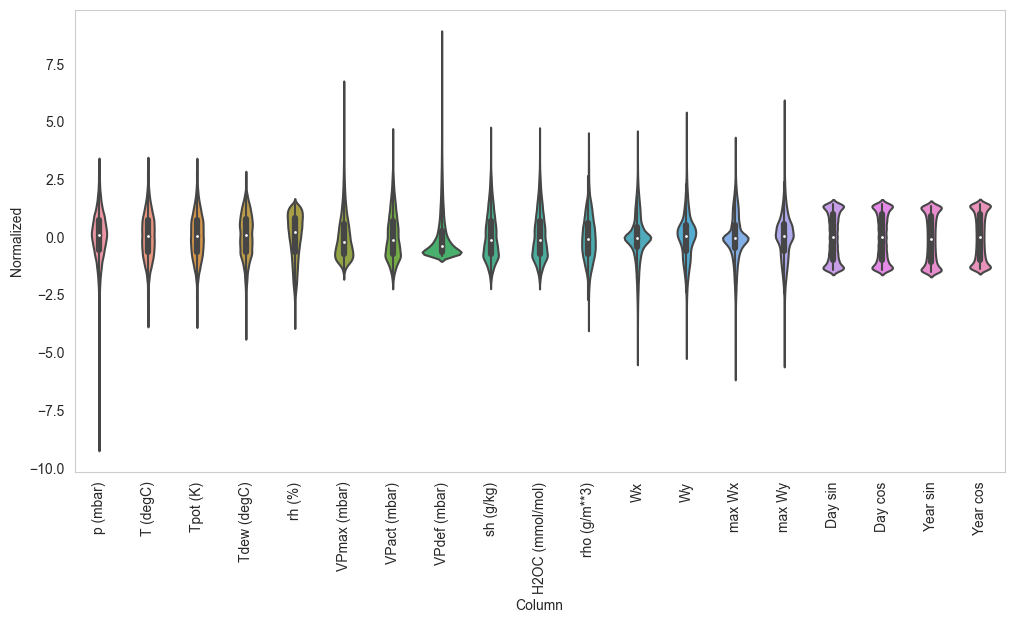 7.5
5.0
2.5
0.0
−2.5
−5.0
−7.5
−10.0
Normalized
p (mbar)
T (degC)
Tpot (K)
Tdew (degC)
rh (%)
VPmax (mbar)
VPact (mbar)
VPdef (mbar)
sh (g/kg)
H2OC (mmol/mol)
rho (g/m**3)
Wx
Wy
max Wx
max Wy
Day sin
Day cos
Year sin
Year cos
Column